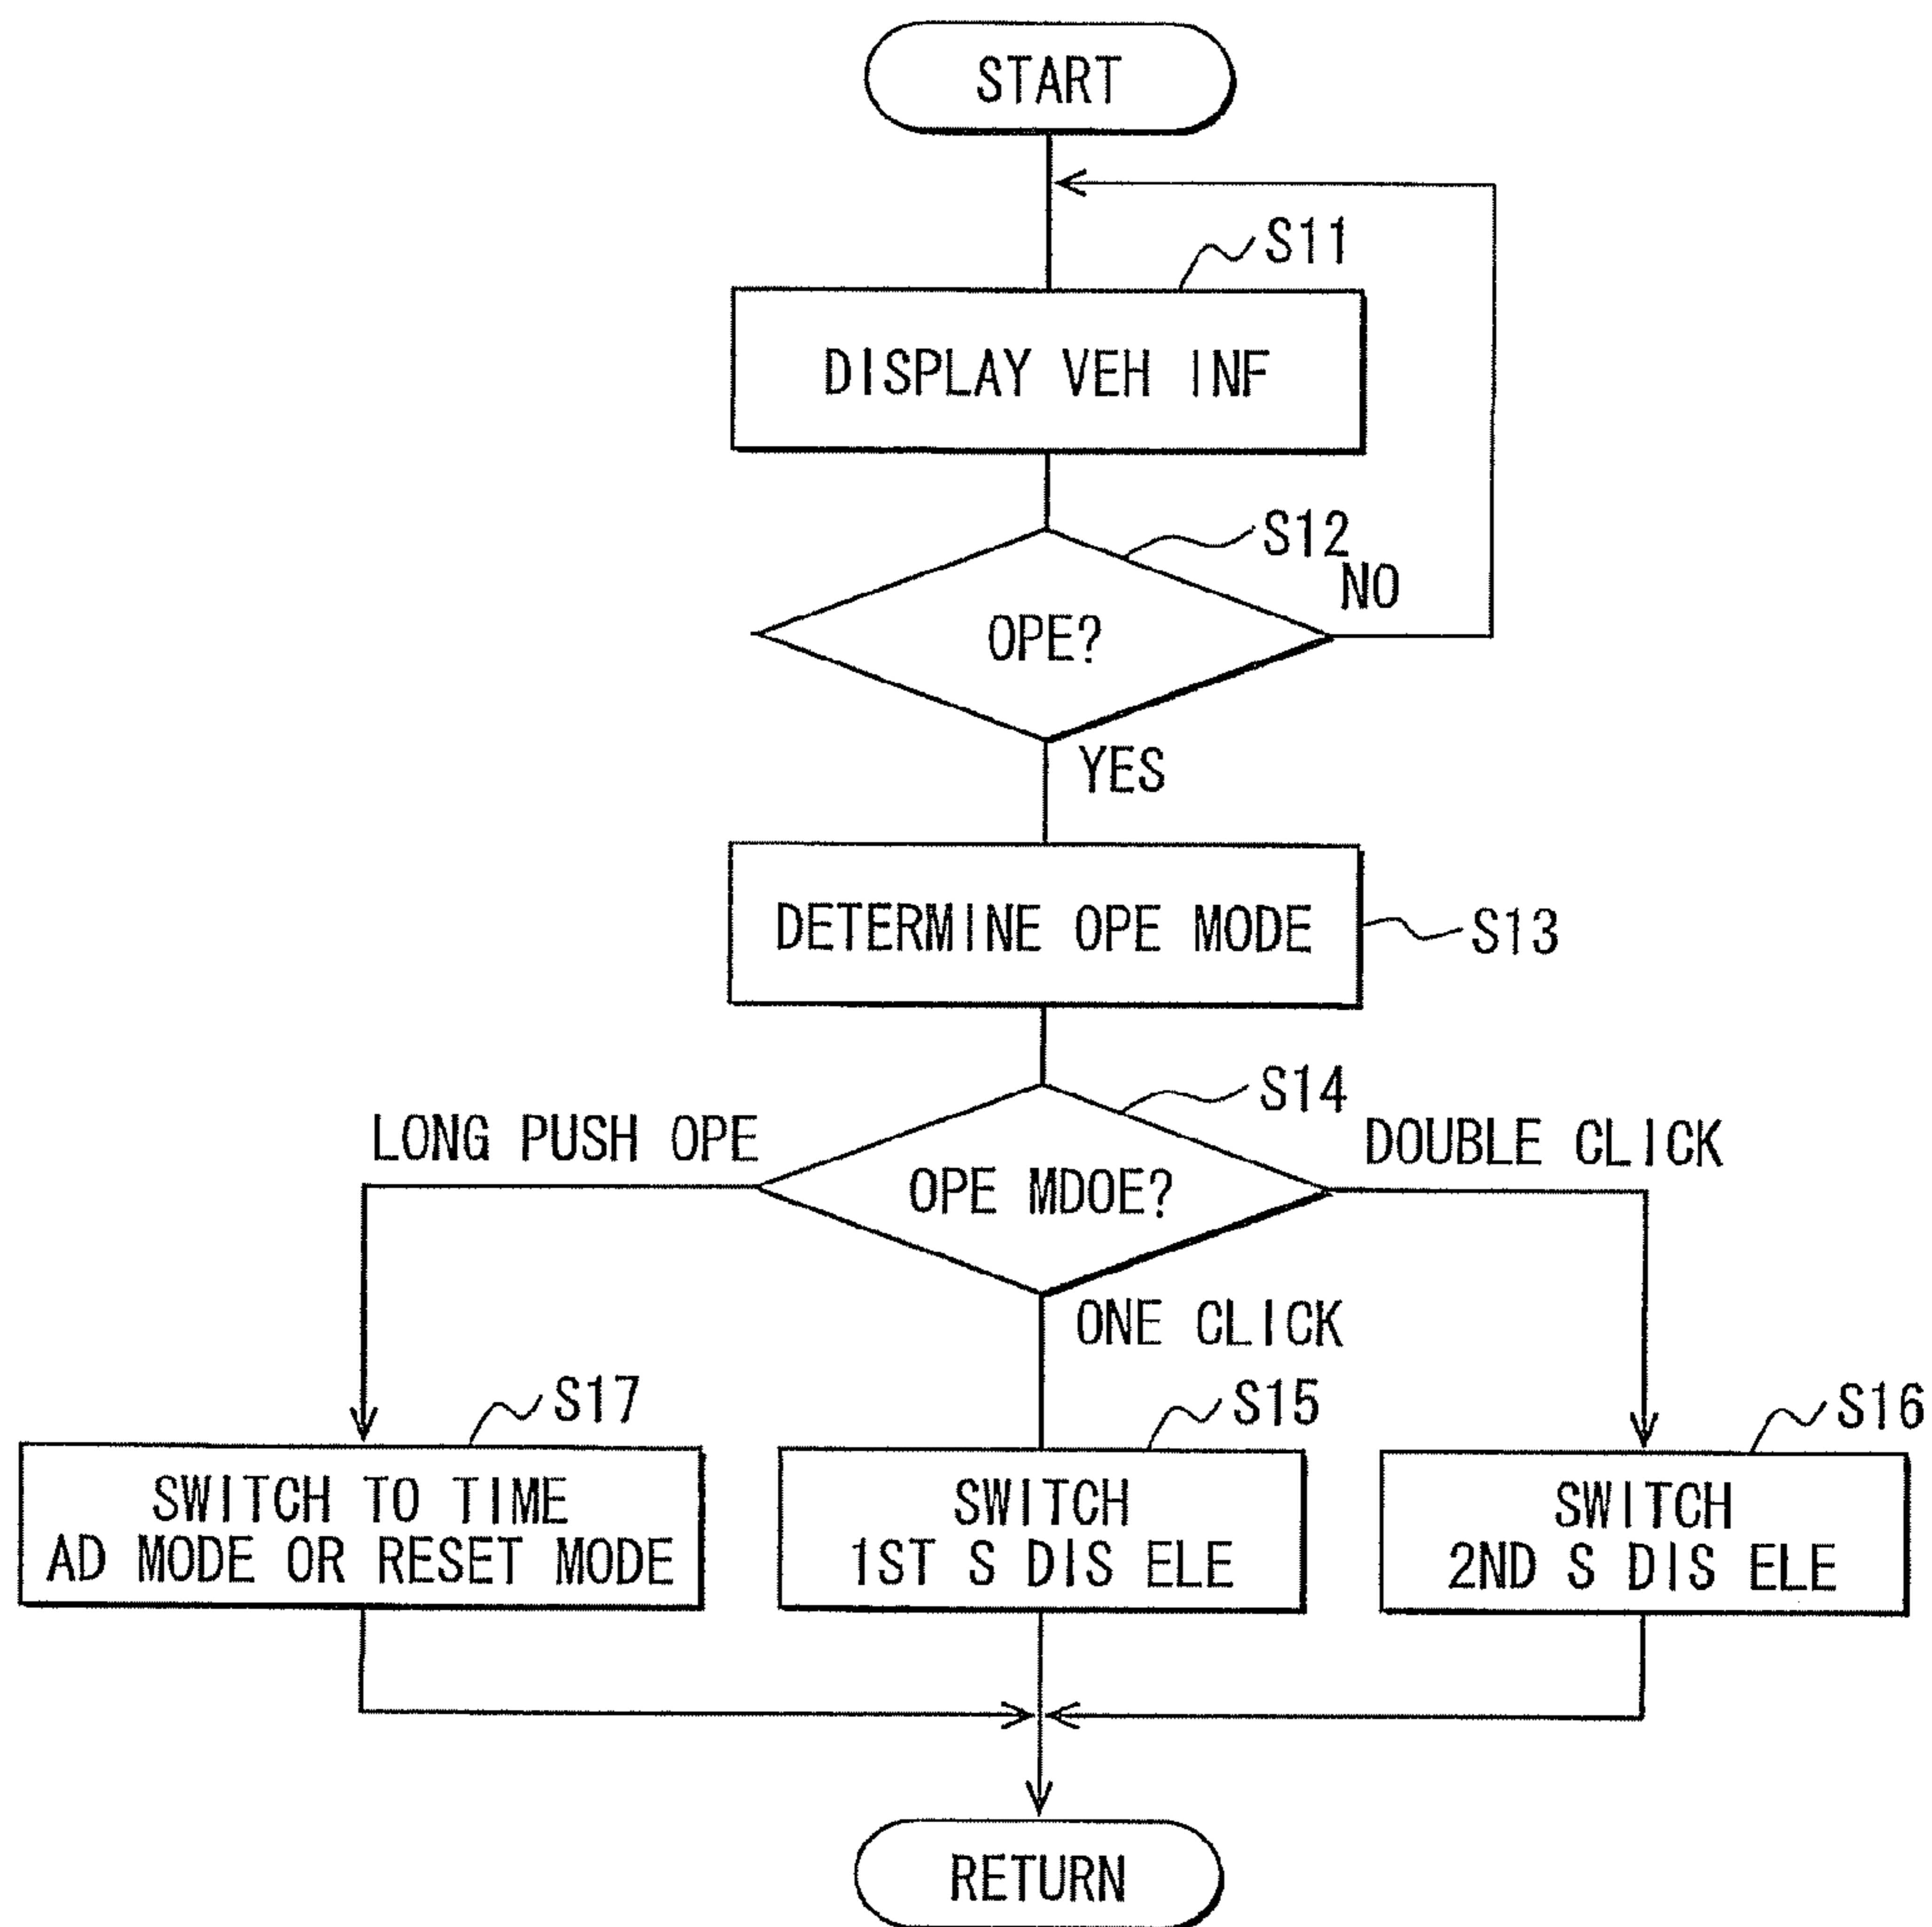 START
S11
DISPLAY VEH INF
S12
NO
OPE?
YES
DETERMINE OPE MODE
S13
S14
LONG PUSH OPE
DOUBLE CLICK
OPE MDOE?
ONE CLICK
S17
S15
S16
SWITCH TO TIME
AD MODE OR RESET MODE
SWITCH
1ST S DIS ELE
SWITCH
2ND S DIS ELE
RETURN